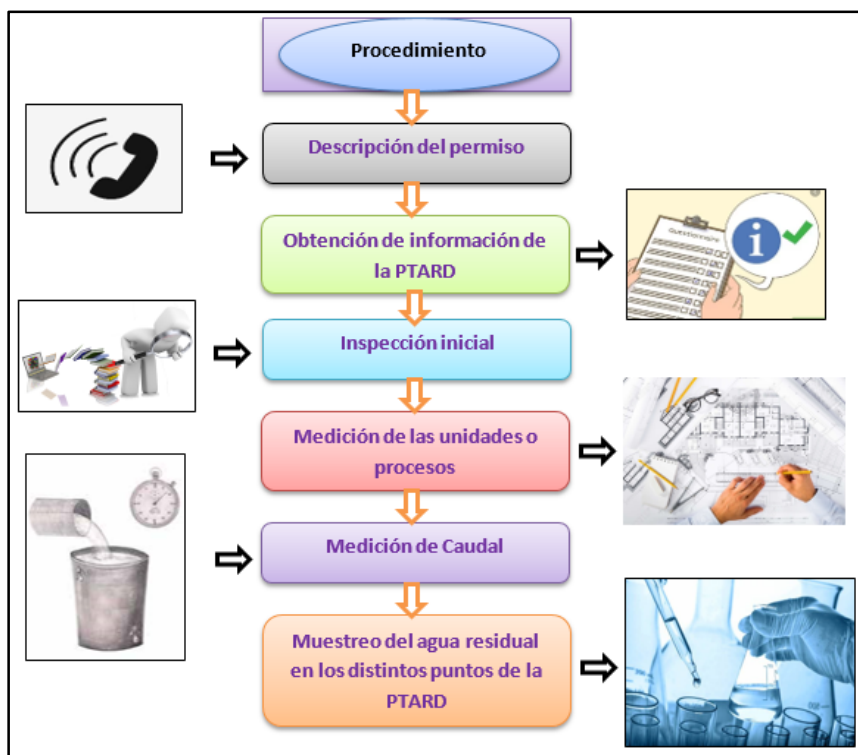 Procedimiento
Descripción del permiso
Obtención de información de
la PTARD
Questionnaire
i
Inspección inicial
Medición de las unidades o
procesos
Medición de Caudal
Muestreo del agua residual
en los distintos puntos de la
PTARD